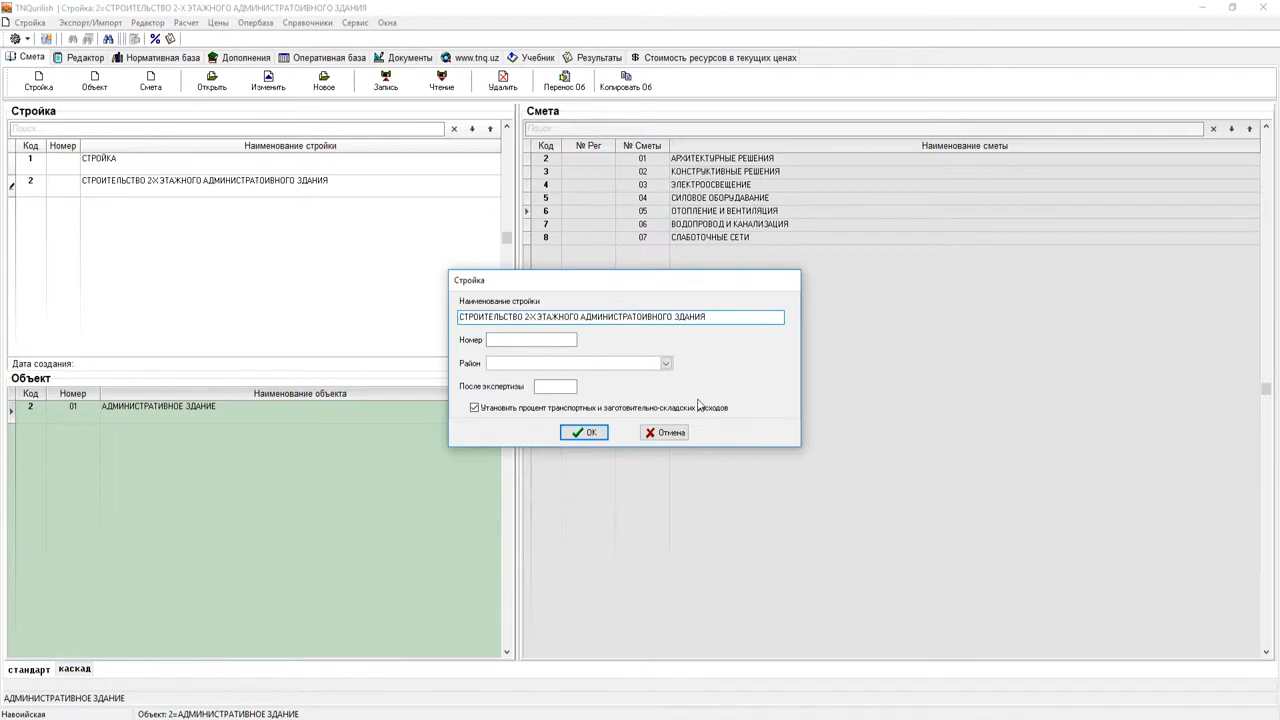 TNQurilish | Стройка: 2= СТРОИТЕЛЬСТВО 2-Х ЭТАЖНОГО АДМИНИСТРАТОИВНОГО ЗДАНИЯ
Стройка Экспорт/Импорт Редактор Расчет Цены Опербаза Справочники Сервис Окна
Смета Редактор Нормативная база Дополнения Оперативная база Документы www.tnq.uz Учебник Результаты Стоимость ресурсов в текущих ценах
Стройка Объект Смета Открыть Изменить Новое Запись Чтение Удалить Перенос Об Копировать Об
Стройка
Поиск...
Код Номер Наименование стройки
1 СТРОЙКА
2 СТРОИТЕЛЬСТВО 2-Х ЭТАЖНОГО АДМИНИСТРАТОИВНОГО ЗДАНИЯ
Дата создания:
Объект
Код Номер Наименование объекта
2 01 АДМИНИСТРАТИВНОЕ ЗДАНИЕ
Смета
Поиск...
Код № Рег № Сметы Наименование сметы
2 01 АРХИТЕКТУРНЫЕ РЕШЕНИЯ
3 02 КОНСТРУКТИВНЫЕ РЕШЕНИЯ
4 03 ЭЛЕКТРООСВЕЩЕНИЕ
5 04 СИЛОВОЕ ОБОРУДАВАНИЕ
6 05 ОТОПЛЕНИЕ И ВЕНТИЛЯЦИЯ
7 06 ВОДОПРОВОД И КАНАЛИЗАЦИЯ
8 07 СЛАБОТОЧНЫЕ СЕТИ
Стройка
Наименование стройки
СТРОИТЕЛЬСТВО 2-Х ЭТАЖНОГО АДМИНИСТРАТОИВНОГО ЗДАНИЯ
Номер
Район
После экспертизы
Утановить процент транспортных и заготовительно-складских расходов
OK Отмена
стандарт каскад
АДМИНИСТРАТИВНОЕ ЗДАНИЕ
Навоийская Объект: 2=АДМИНИСТРАТИВНОЕ ЗДАНИЕ